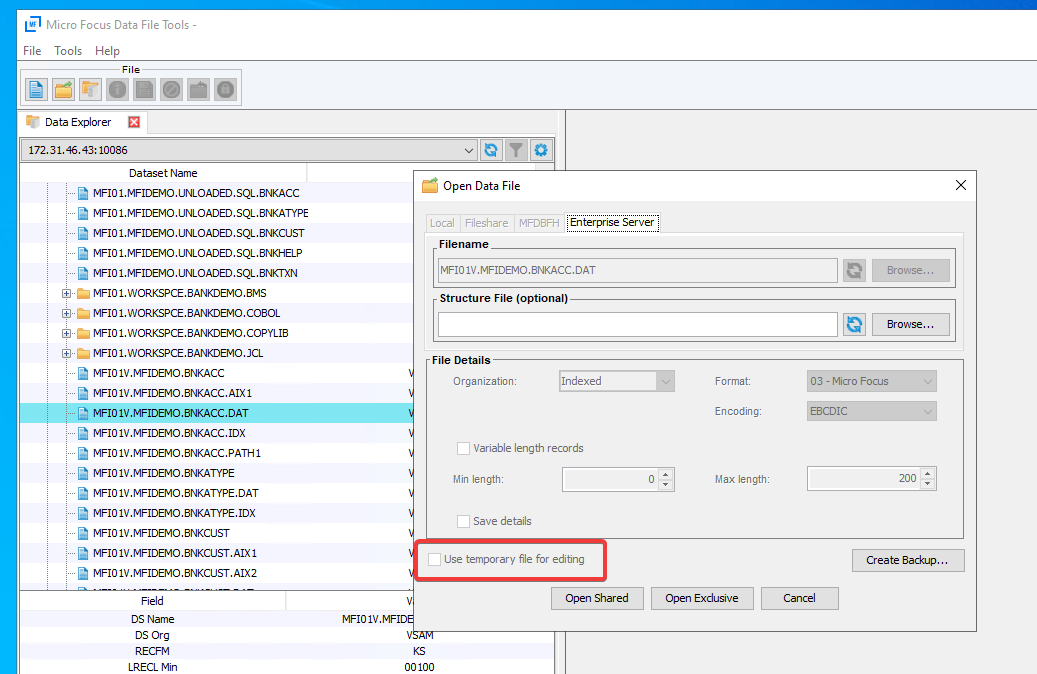 Micro Focus Data File Tools -
File Tools Help
File
Data Explorer
172.31.46.43:10086
Dataset Name
MFI01.MFIDEMO.UNLOADED.SQL.BNKACC
MFI01.MFIDEMO.UNLOADED.SQL.BNKATYPE
MFI01.MFIDEMO.UNLOADED.SQL.BNKCUST
MFI01.MFIDEMO.UNLOADED.SQL.BNKHELP
MFI01.MFIDEMO.UNLOADED.SQL.BNKTXN
MFI01.WORKSPCE.BANKDEMO.BMS
MFI01.WORKSPCE.BANKDEMO.COBOL
MFI01.WORKSPCE.BANKDEMO.COPYLIB
MFI01.WORKSPCE.BANKDEMO.JCL
MFI01V.MFIDEMO.BNKACC
MFI01V.MFIDEMO.BNKACC.AIX1
MFI01V.MFIDEMO.BNKACC.DAT
MFI01V.MFIDEMO.BNKACC.IDX
MFI01V.MFIDEMO.BNKACC.PATH1
MFI01V.MFIDEMO.BNKATYPE
MFI01V.MFIDEMO.BNKATYPE.DAT
MFI01V.MFIDEMO.BNKATYPE.IDX
MFI01V.MFIDEMO.BNKCUST
MFI01V.MFIDEMO.BNKCUST.AIX1
MFI01V.MFIDEMO.BNKCUST.AIX2
Field
DS Name MFI01V.MFIDE
DS Org VSAM
RECFM KS
LRECL Min 00100
Open Data File
Local Fileshare MFDBFH Enterprise Server
Filename
MFI01V.MFIDEMO.BNKACC.DAT Browse...
Structure File (optional)
Browse...
File Details
Organization: Indexed Format: 03 - Micro Focus
Encoding: EBCDIC
Variable length records
Min length: 0 Max length: 200
Save details
Use temporary file for editing Create Backup...
Open Shared Open Exclusive Cancel